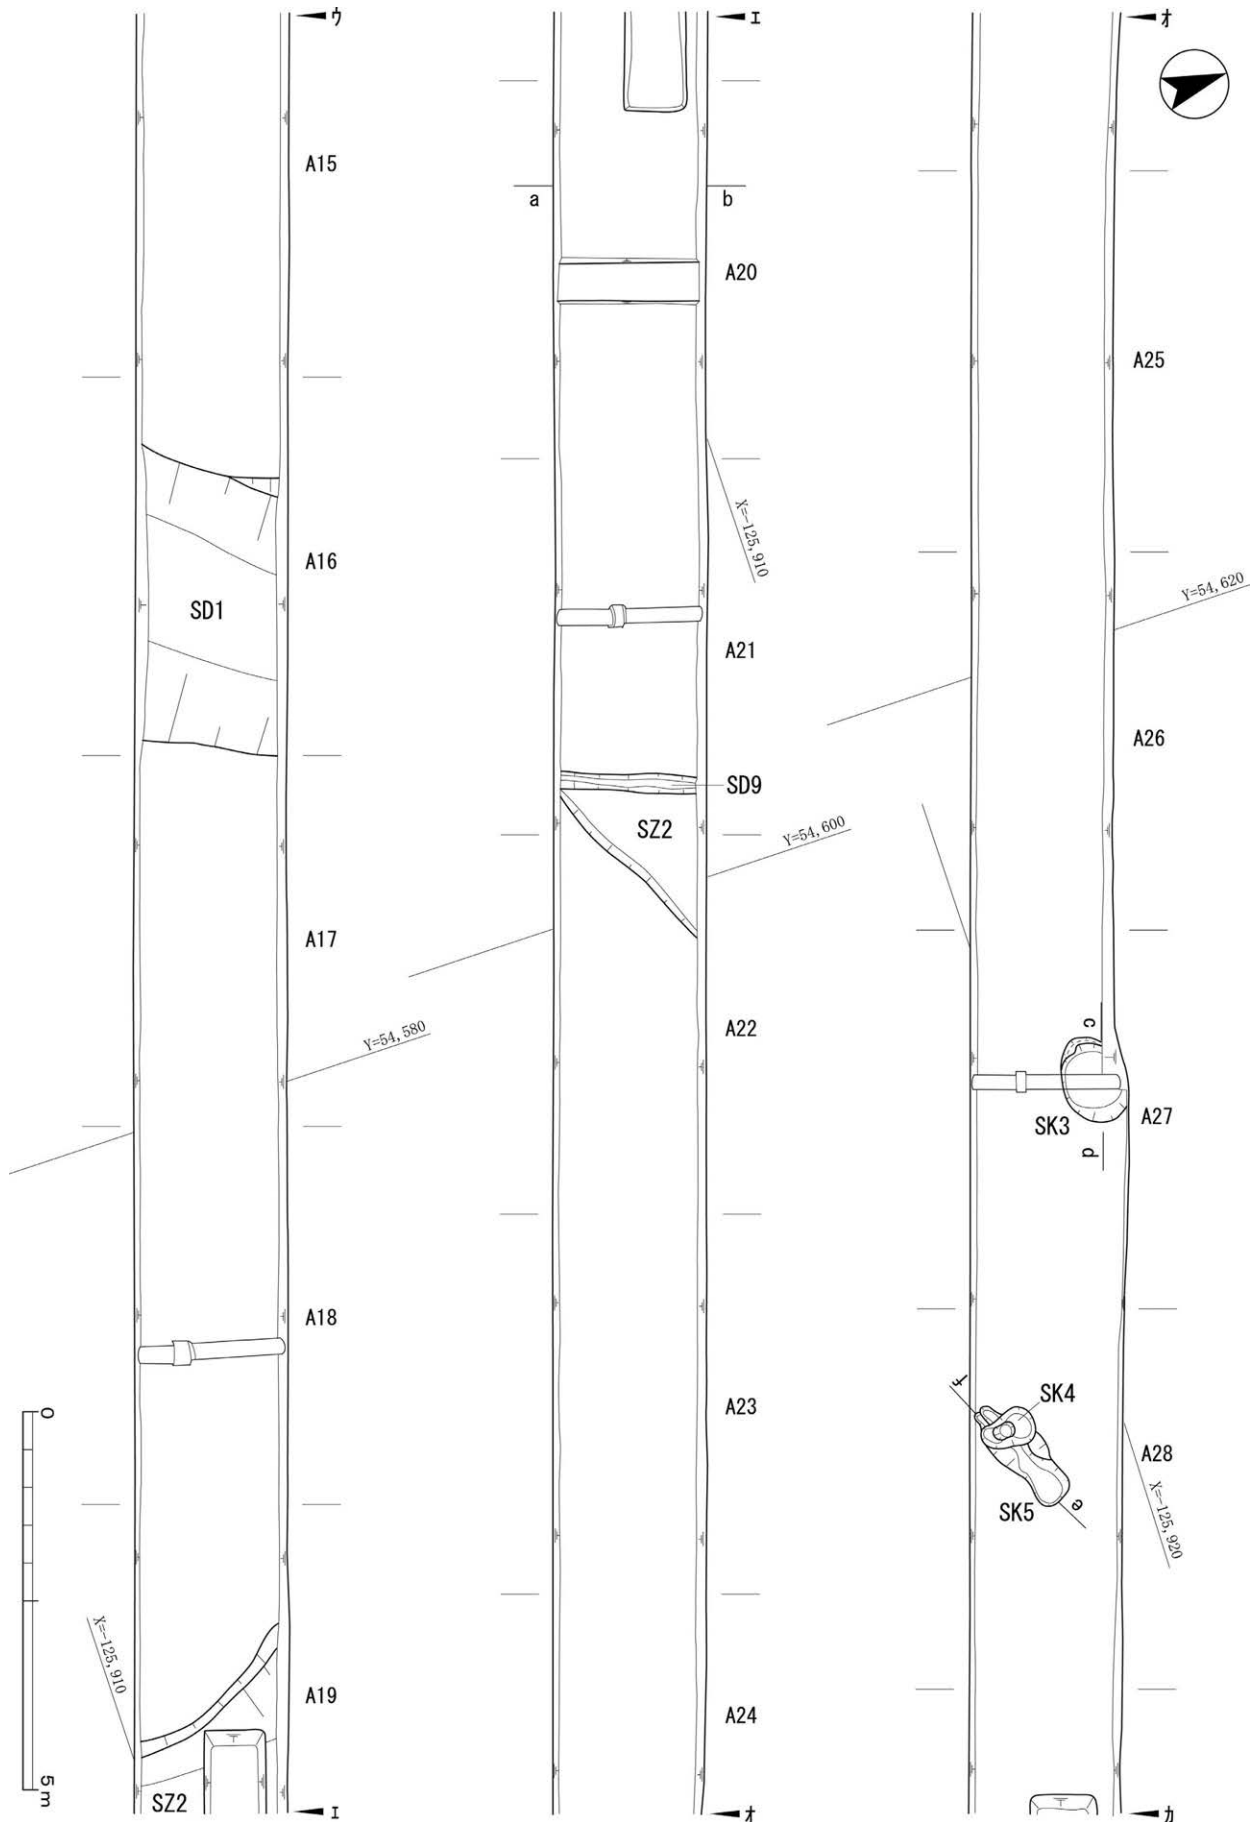 ウ
A15
A16
SD1
A17
Y=54,580
A18
0
5m
X=-125,910
A19
SZ2
エ
エ
a
b
A20
X=-125,910
A21
SD9
SZ2
Y=54,600
A22
A23
A24
オ
オ
A25
Y=54,620
A26
c
SK3
A27
d
f
SK4
A28
SK5
e
X=-125,920
カ